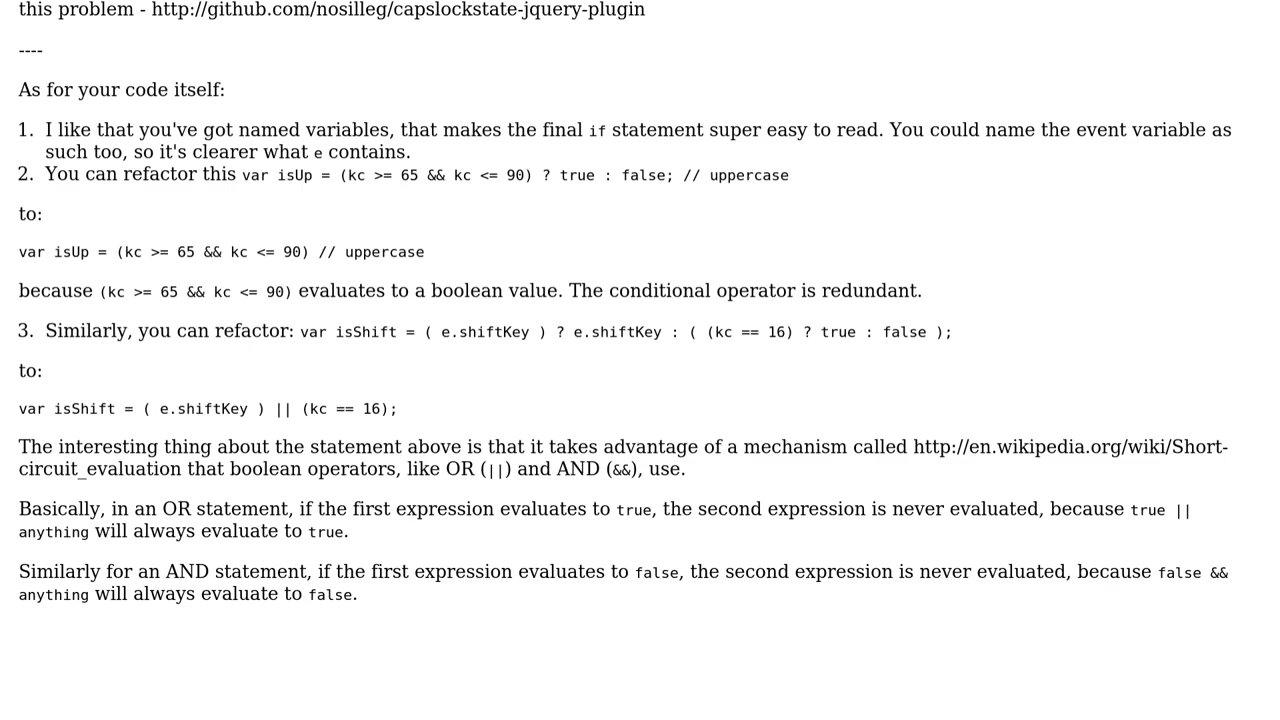 this problem - http://github.com/nosilleg/capslockstate-jquery-plugin
----
As for your code itself:
1. I like that you've got named variables, that makes the final if statement super easy to read. You could name the event variable as
such too, so it's clearer what e contains.
2. You can refactor this var isUp = (kc >= 65 && kc <= 90) ? true : false; // uppercase
to:
var isUp = (kc >= 65 && kc <= 90) // uppercase
because (kc >= 65 && kc <= 90) evaluates to a boolean value. The conditional operator is redundant.
3. Similarly, you can refactor: var isShift = ( e.shiftKey ) ? e.shiftKey : ( (kc == 16) ? true : false );
to:
var isShift = ( e.shiftKey ) || (kc == 16);
The interesting thing about the statement above is that it takes advantage of a mechanism called http://en.wikipedia.org/wiki/Short-
circuit_evaluation that boolean operators, like OR (||) and AND (&&), use.
Basically, in an OR statement, if the first expression evaluates to true, the second expression is never evaluated, because true ||
anything will always evaluate to true.
Similarly for an AND statement, if the first expression evaluates to false, the second expression is never evaluated, because false &&
anything will always evaluate to false.